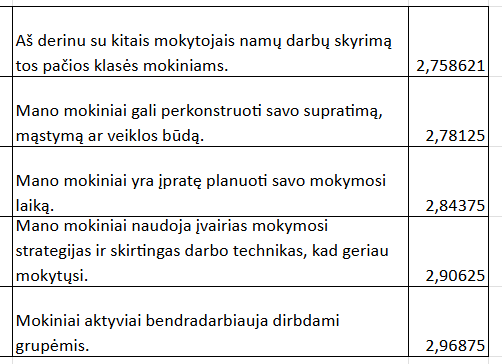 Aš derinu su kitais mokytojais namų darbų skyrimą
tos pačios klasės mokiniams. 2,758621
Mano mokiniai gali perkonstruoti savo supratimą,
mąstymą ar veiklos būdą. 2,78125
Mano mokiniai yra įpratę planuoti savo mokymosi
laiką. 2,84375
Mano mokiniai naudoja įvairias mokymosi
strategijas ir skirtingas darbo technikas, kad geriau
mokytųsi. 2,90625
Mokiniai aktyviai bendradarbiauja dirbdami
grupėmis. 2,96875